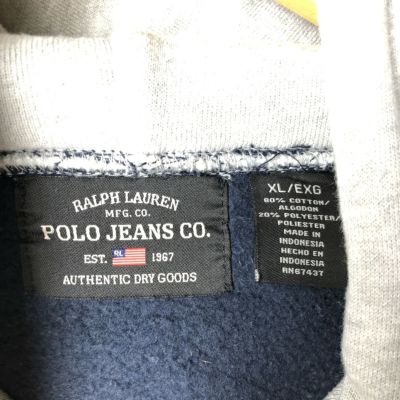 RALPH LAUREN
MFG. CO.
POLO JEANS CO.
EST. RL 1967
AUTHENTIC DRY GOODS
XL/EXG
60% COTTON/
ALGODON
20% POLYESTER/
POLIESTER
MADE IN
INDONESIA
HECHO EN
INDONESIA
RN67437